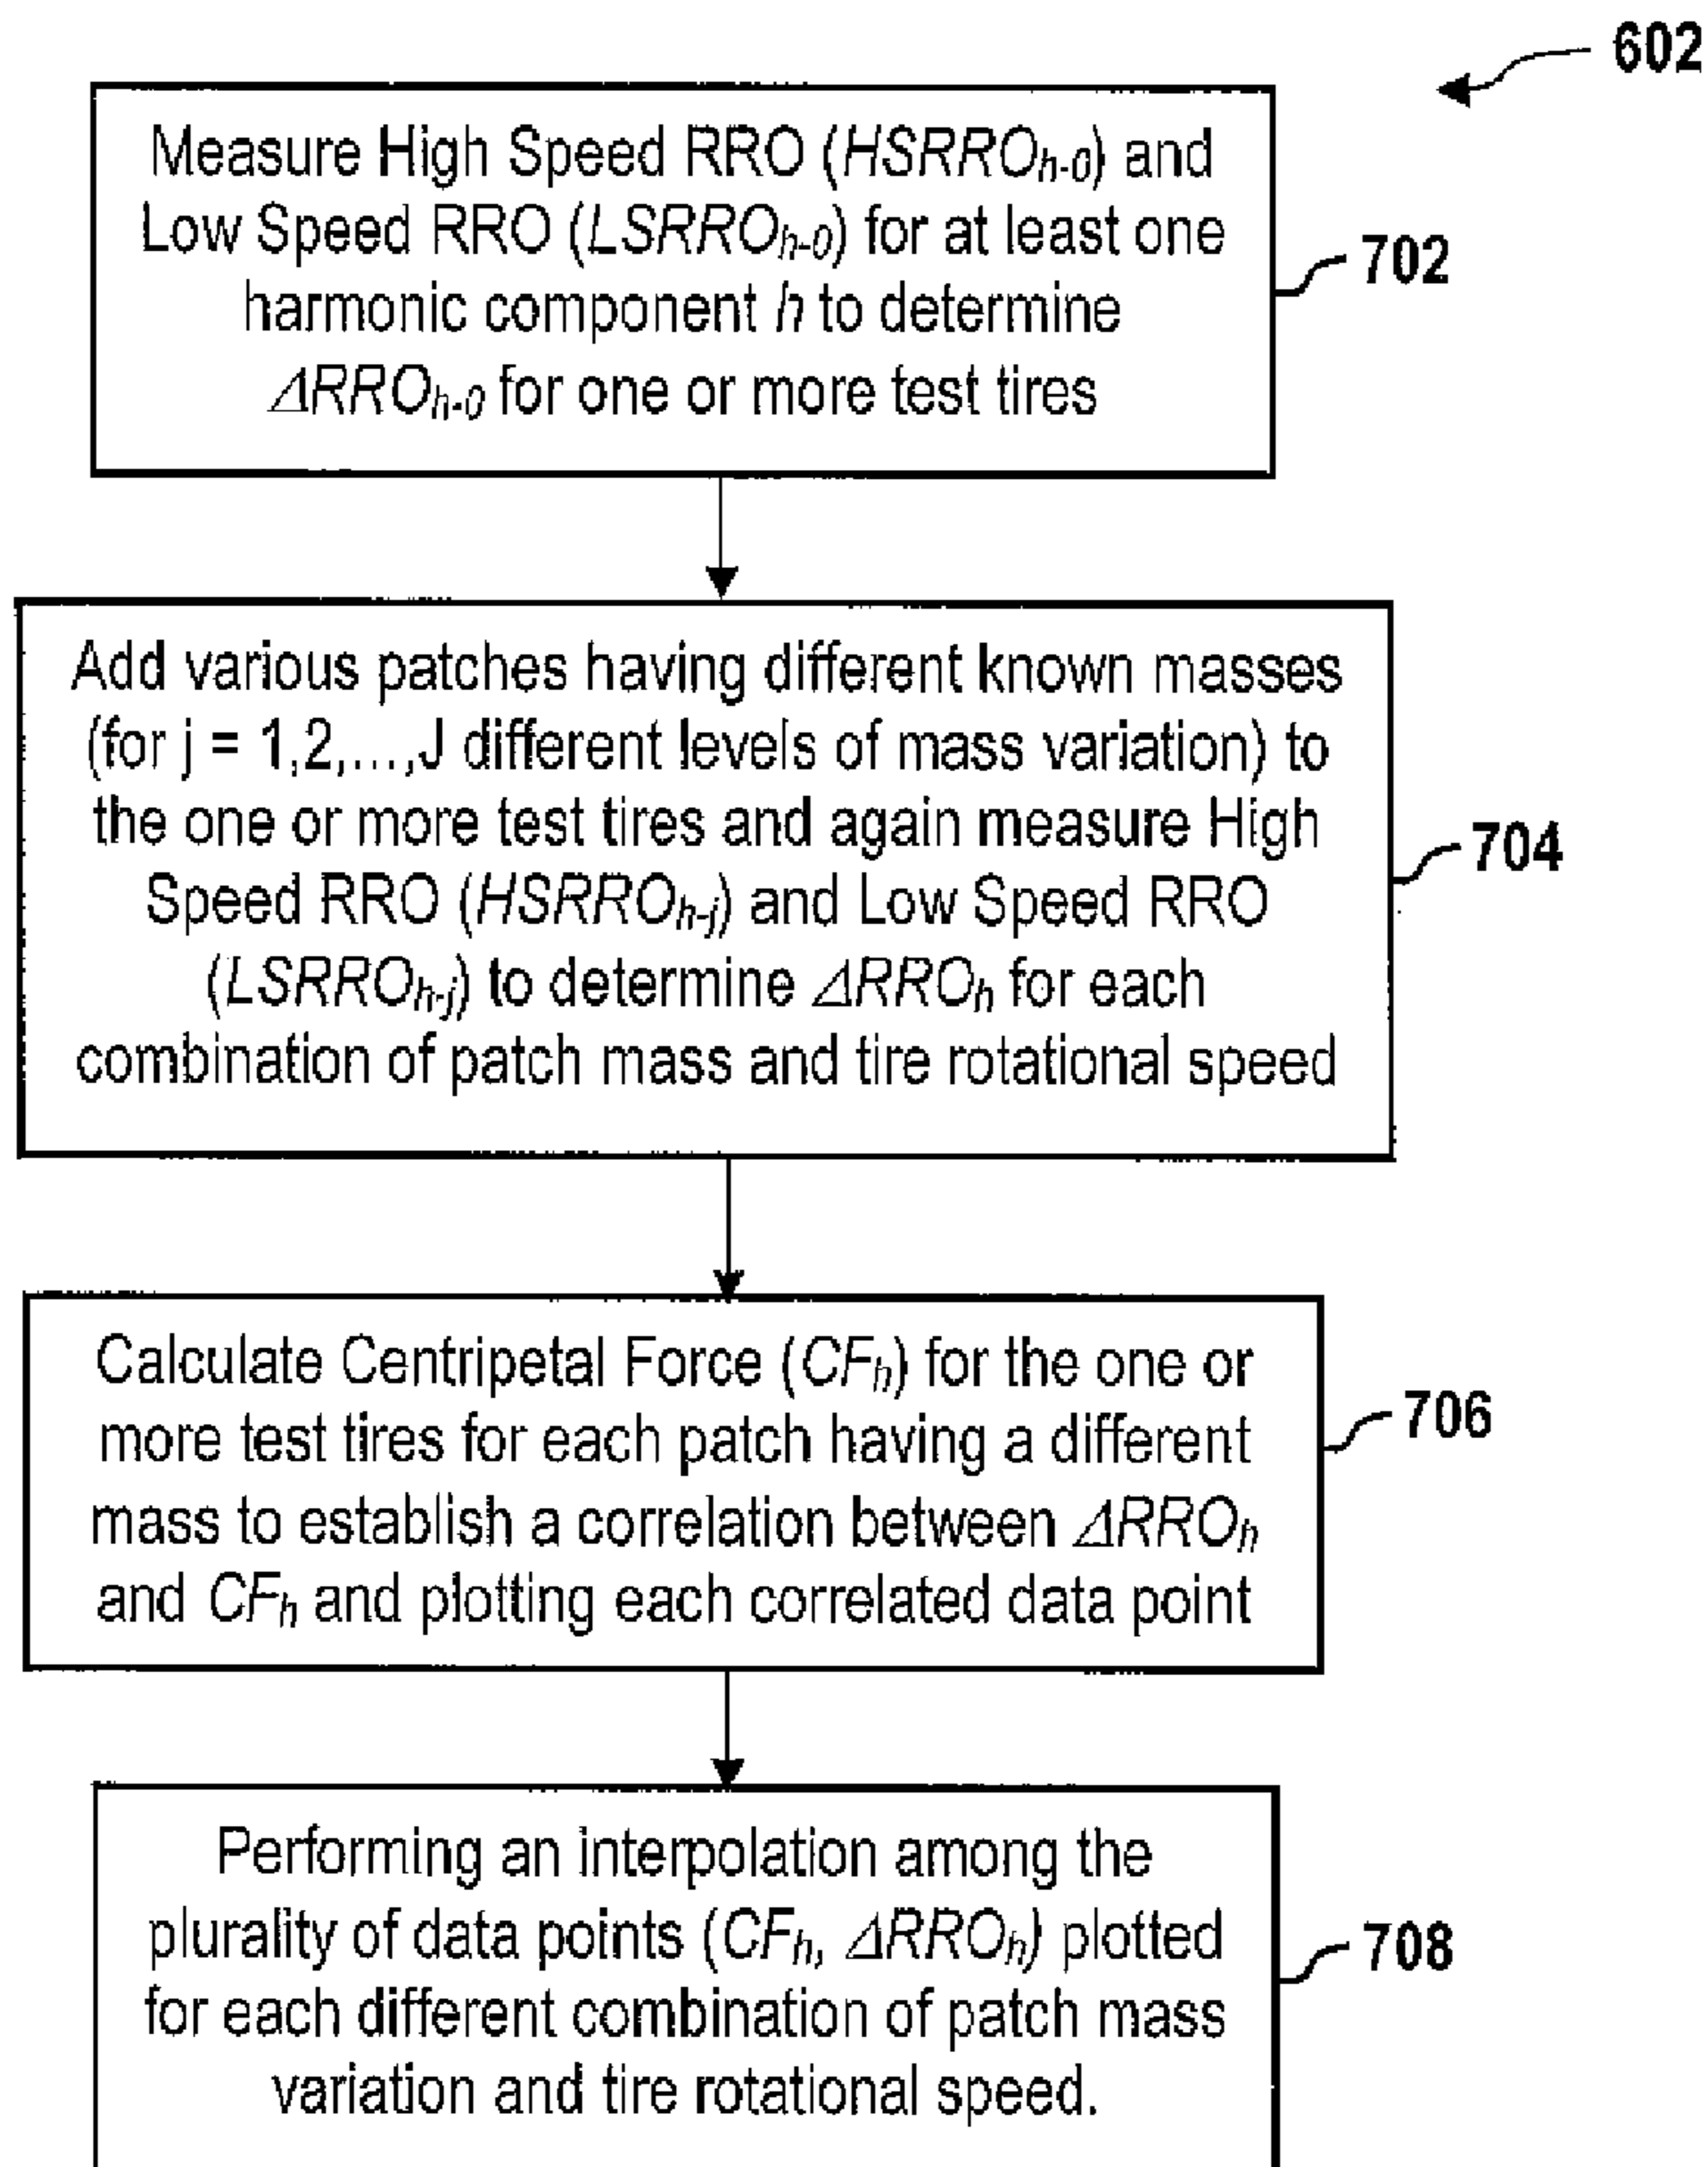 602
Measure High Speed RRO (HSRROh-0) and
Low Speed RRO (LSRROh-0) for at least one
harmonic component h to determine
ΔRROh-0 for one or more test tires
702
Add various patches having different known masses
(for j = 1,2,...,J different levels of mass variation) to
the one or more test tires and again measure High
Speed RRO (HSRROh-j) and Low Speed RRO
(LSRROh-j) to determine ΔRROh for each
combination of patch mass and tire rotational speed
704
Calculate Centripetal Force (CFh) for the one or
more test tires for each patch having a different
mass to establish a correlation between ΔRROh
and CFh and plotting each correlated data point
706
Performing an interpolation among the
plurality of data points (CFh, ΔRROh) plotted
for each different combination of patch mass
variation and tire rotational speed.
708